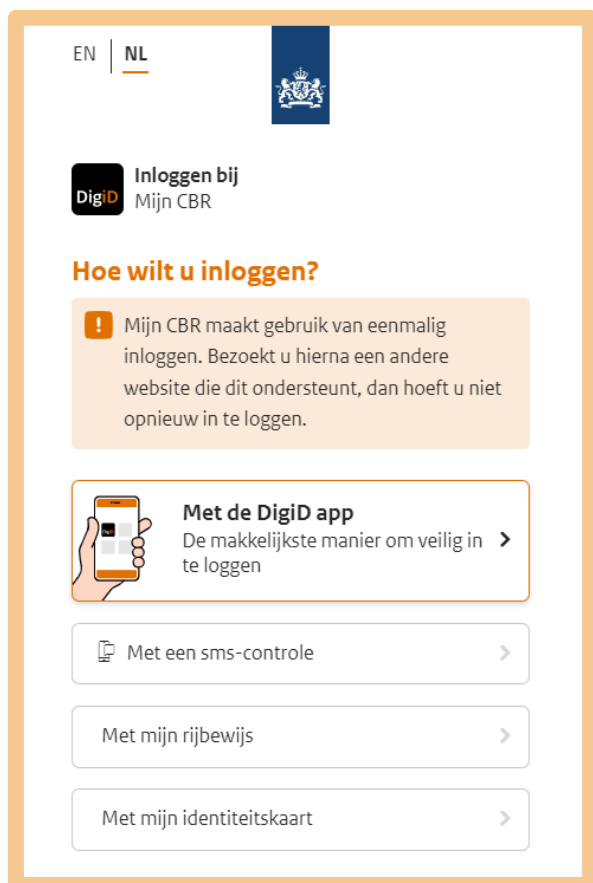 EN | NL
DigiD
Inloggen bij
Mijn CBR
Hoe wilt u inloggen?
! Mijn CBR maakt gebruik van eenmalig
inloggen. Bezoekt u hierna een andere
website die dit ondersteunt, dan hoeft u niet
opnieuw in te loggen.
Met de DigiD app
De makkelijkste manier om veilig in
te loggen
DigiD
Met een sms-controle
Met mijn rijbewijs
Met mijn identiteitskaart